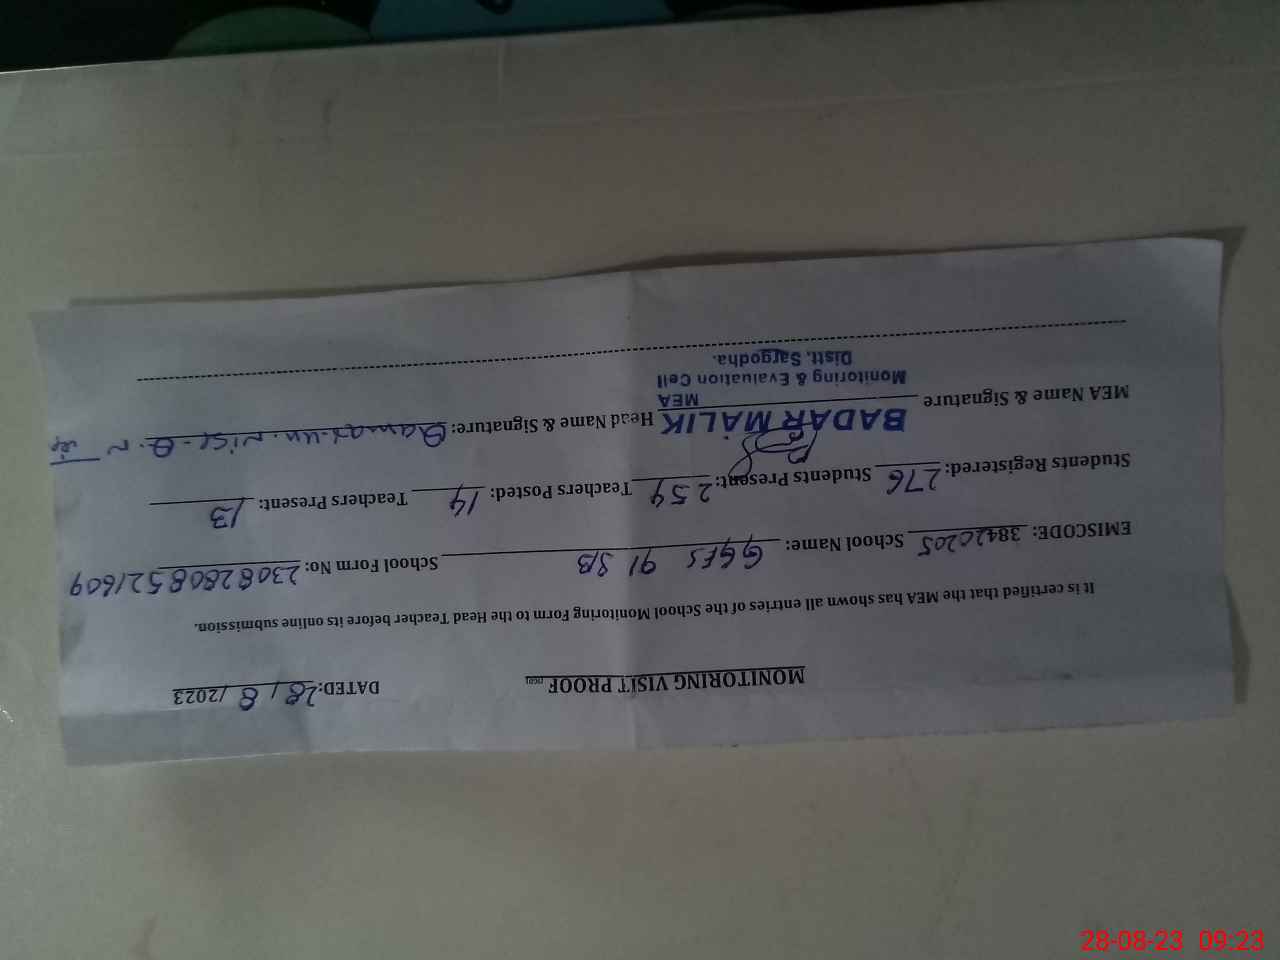 MONITORING VISIT PROOF
DATED: 28 / 8 /2023
It is certified that the MEA has shown all entries of the School Monitoring Form to the Head Teacher before its online submission.
EMISCODE: 38420205 School Name: GGES 91 SB School Form No: 23082808521609
Students Registered: 276 Students Present: 254 Teachers Posted: 14 Teachers Present: 13
MEA Name & Signature BADAR MALIK Head Name & Signature:
MEA
Monitoring & Evaluation Cell
Distt. Sargodha.
28-08-23 09:23